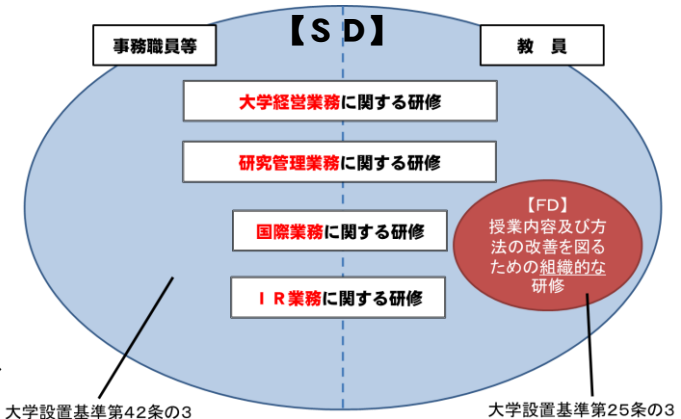 【ＳＤ】
事務職員等
教　員
大学経営業務に関する研修
研究管理業務に関する研修
国際業務に関する研修
ＩＲ業務に関する研修
【FD】
授業内容及び方
法の改善を図る
ための組織的な
研修
大学設置基準第42条の3
大学設置基準第25条の3